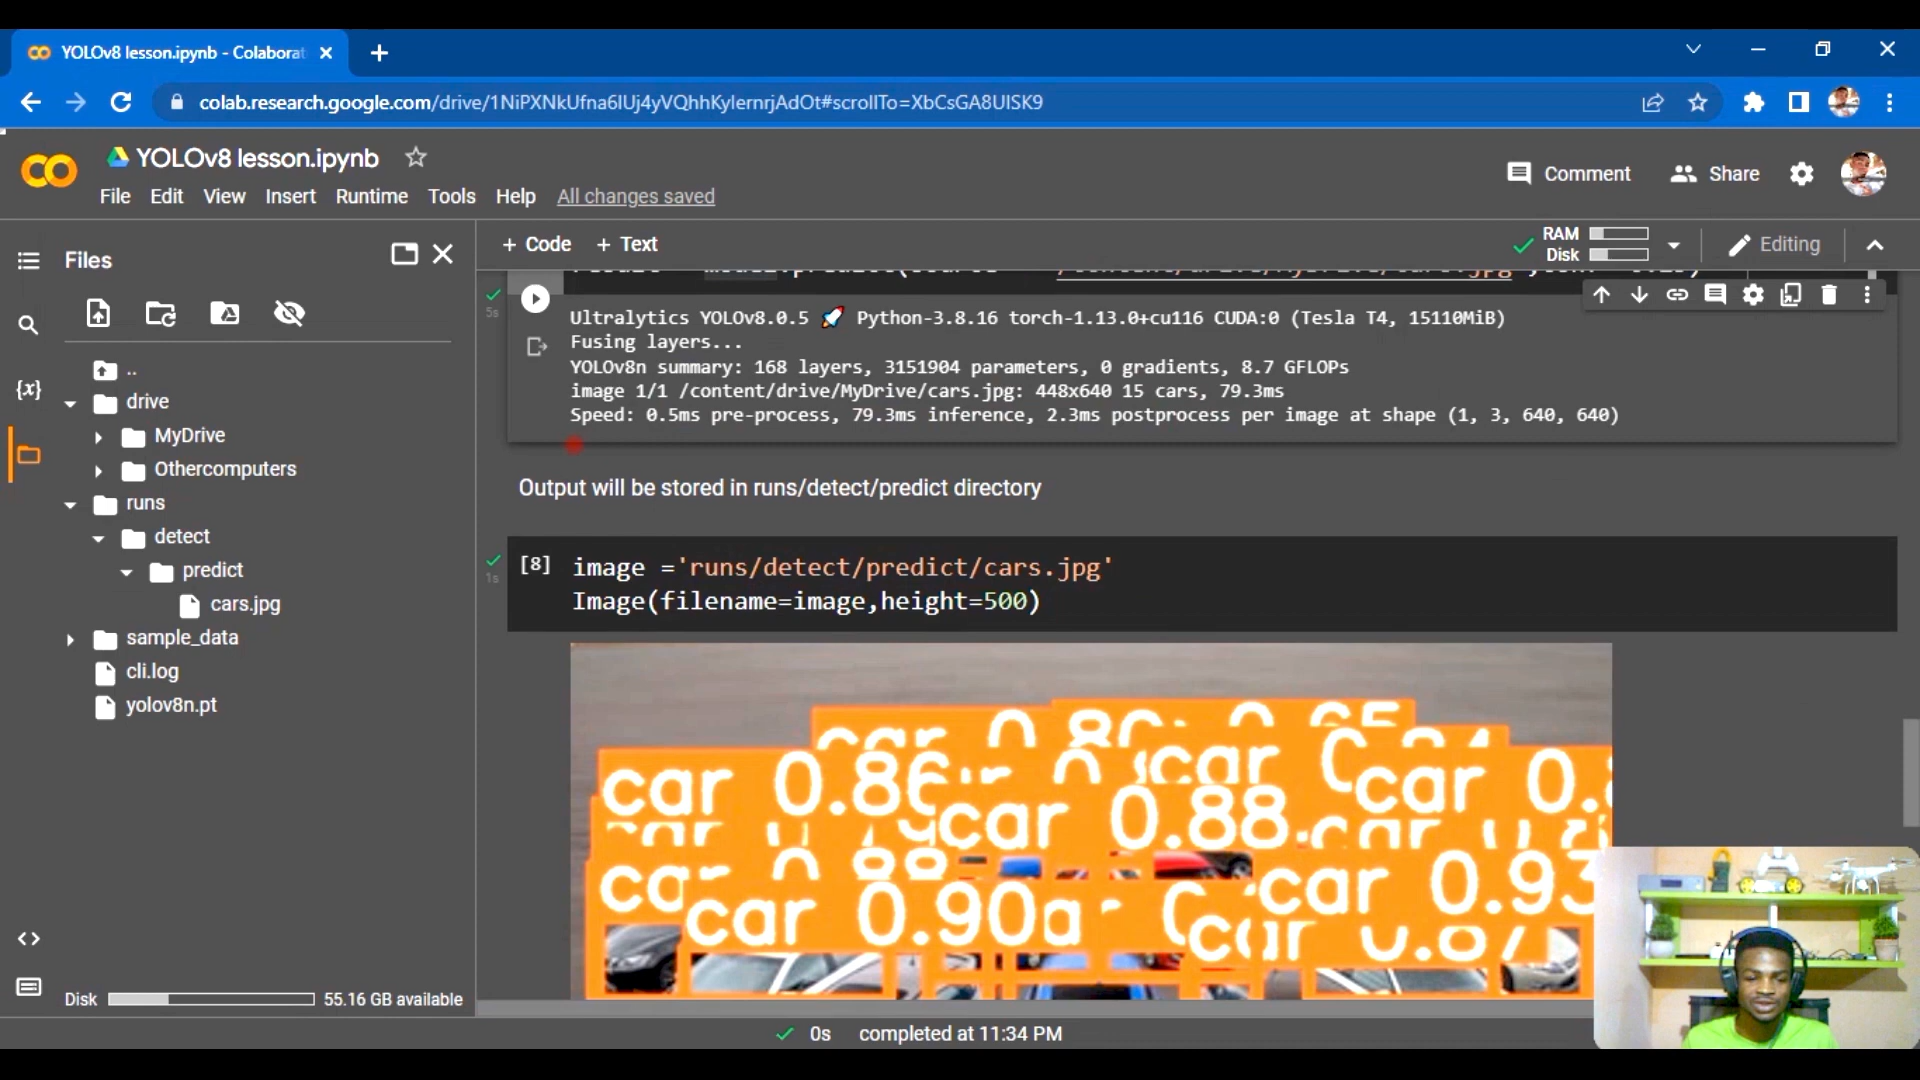 YOLOv8 lesson.ipynb - Colaborat
colab.research.google.com/drive/1NiPXNkUfna6IUj4yVQhhKylernrjAdOt#scrollTo=XbCsGA8UISK9
YOLOv8 lesson.ipynb
File Edit View Insert Runtime Tools Help All changes saved
Comment Share
Files
+ Code + Text
RAM
Disk
Editing
..
drive
MyDrive
Othercomputers
runs
detect
predict
cars.jpg
sample_data
cli.log
yolov8n.pt
Disk 55.16 GB available
{x}
<>
5s
Ultralytics YOLOv8.0.5 🚀 Python-3.8.16 torch-1.13.0+cu116 CUDA:0 (Tesla T4, 15110MiB)
Fusing layers...
YOLOv8n summary: 168 layers, 3151904 parameters, 0 gradients, 8.7 GFLOPs
image 1/1 /content/drive/MyDrive/cars.jpg: 448x640 15 cars, 79.3ms
Speed: 0.5ms pre-process, 79.3ms inference, 2.3ms postprocess per image at shape (1, 3, 640, 640)
Output will be stored in runs/detect/predict directory
1s
[8] image ='runs/detect/predict/cars.jpg'
Image(filename=image,height=500)
car 0.86
car
car 0.88
car 0.90
car 0.93
0s completed at 11:34 PM